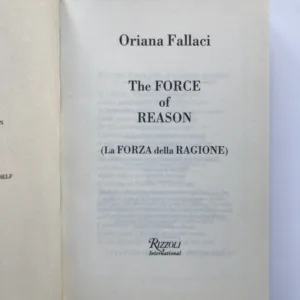 Oriana Fallaci
The FORCE
of
REASON
(La FORZA della RAGIONE)
RIZZOLI
International